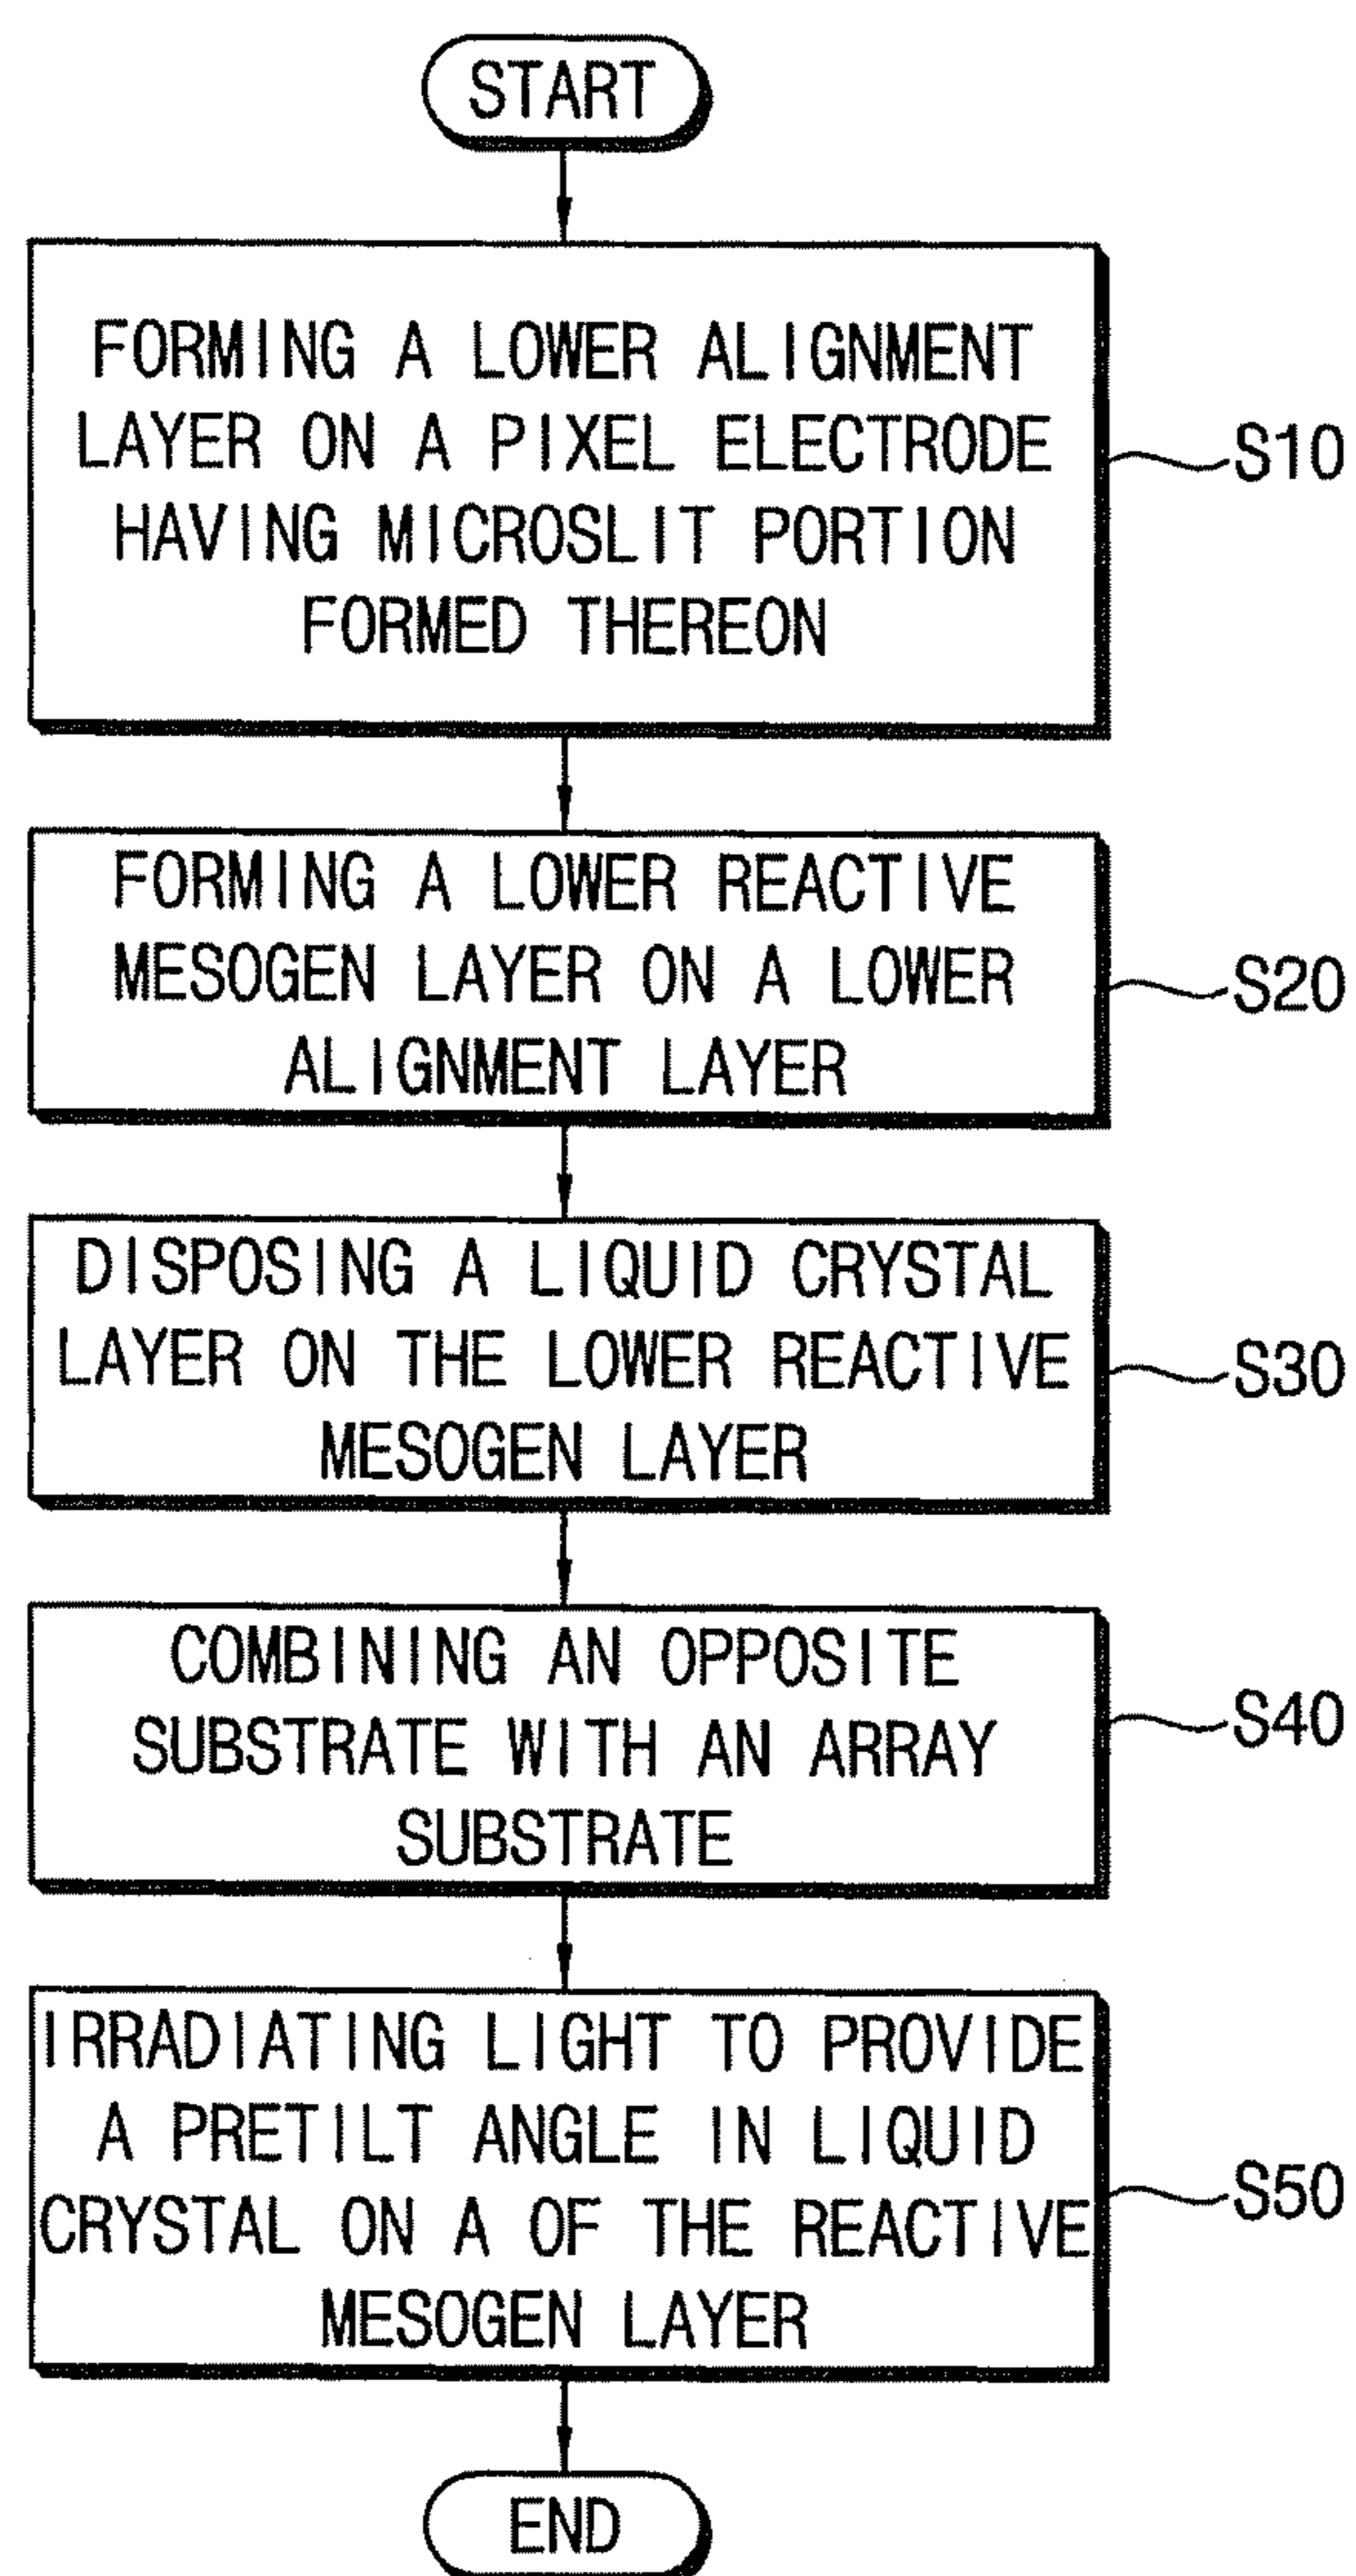 START
FORMING A LOWER ALIGNMENT
LAYER ON A PIXEL ELECTRODE
HAVING MICROSLIT PORTION
FORMED THEREON
S10
FORMING A LOWER REACTIVE
MESOGEN LAYER ON A LOWER
ALIGNMENT LAYER
S20
DISPOSING A LIQUID CRYSTAL
LAYER ON THE LOWER REACTIVE
MESOGEN LAYER
S30
COMBINING AN OPPOSITE
SUBSTRATE WITH AN ARRAY
SUBSTRATE
S40
IRRADIATING LIGHT TO PROVIDE
A PRETILT ANGLE IN LIQUID
CRYSTAL ON A OF THE REACTIVE
MESOGEN LAYER
S50
END